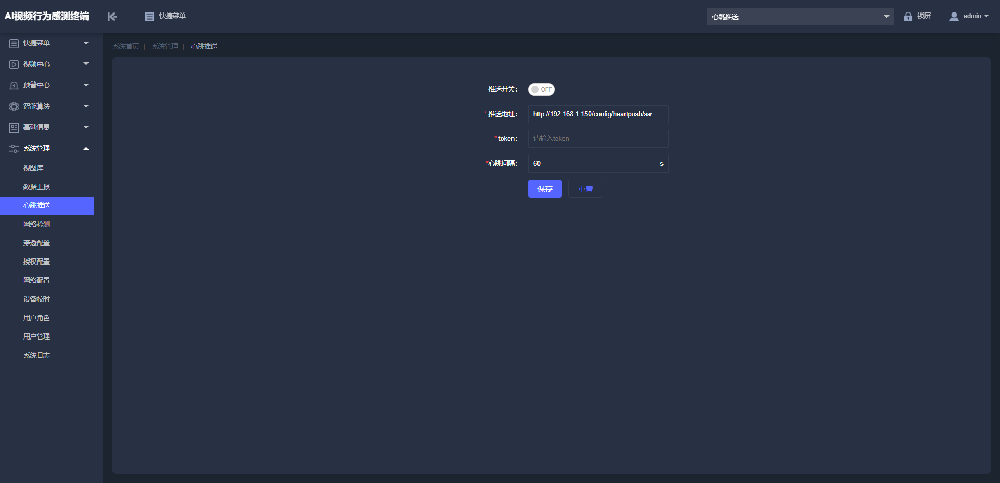 AI视频行为感测终端
快捷菜单
心跳推送
锁屏
admin
快捷菜单
视频中心
预警中心
智能算法
基础信息
系统管理
视图库
数据上报
心跳推送
网络检测
穿透配置
授权配置
网络配置
设备校时
用户角色
用户管理
系统日志
系统首页 | 系统管理 | 心跳推送
推送开关： OFF
* 推送地址： http://192.168.1.150/config/heartpush/sav
* token： 请输入token
*心跳间隔： 60 s
保存 重置